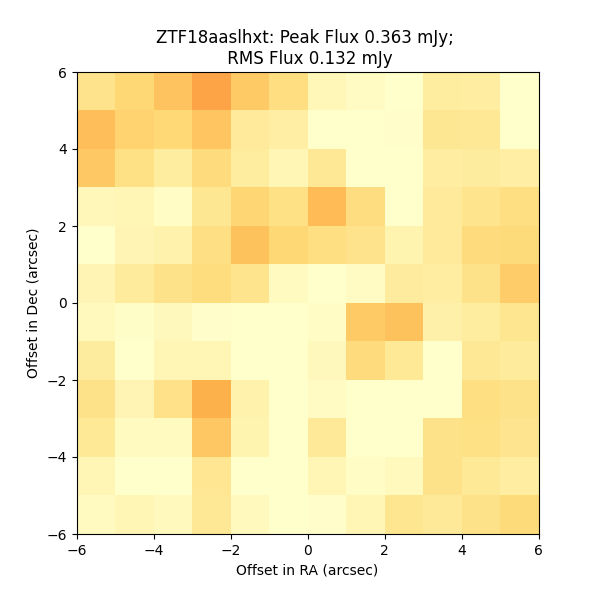 ZTF18aaslhxt: Peak Flux 0.363 mJy;
RMS Flux 0.132 mJy
6
4
2
0
−2
−4
−6
Offset in Dec (arcsec)
−6 −4 −2 0 2 4 6
Offset in RA (arcsec)